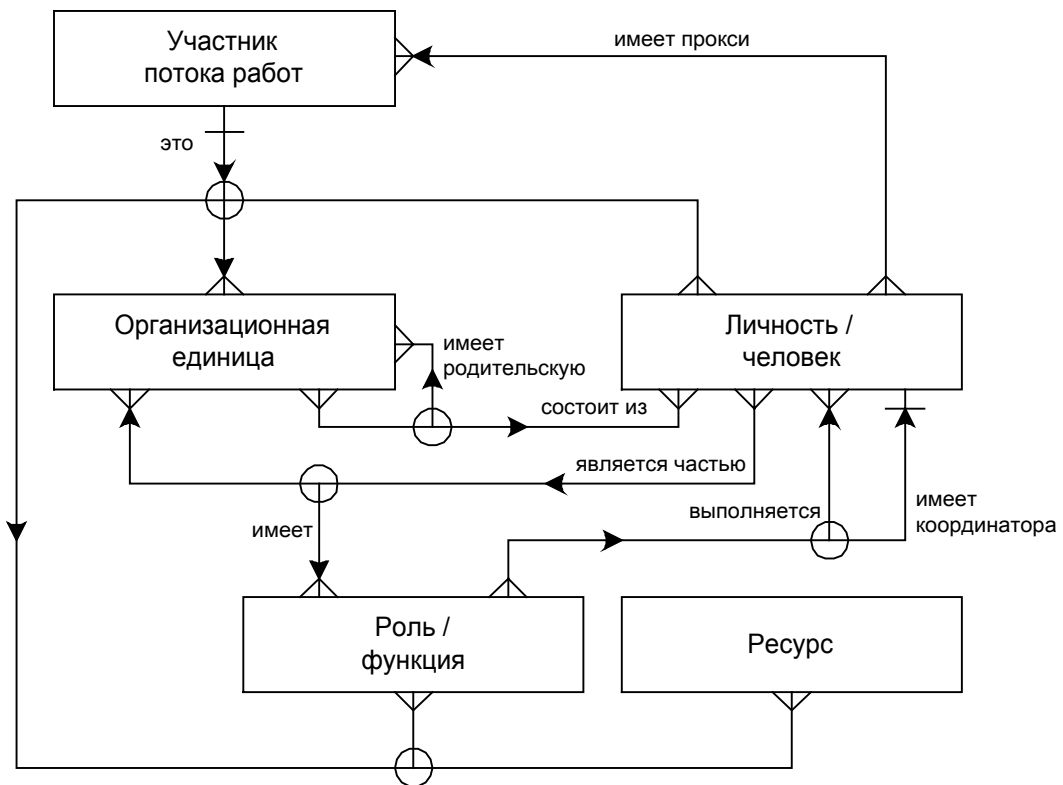 Участник
потока работ
имеет прокси
это
Организационная
единица
имеет
родительскую
Личность /
человек
состоит из
является частью
имеет
выполняется
имеет
координатора
Роль /
функция
Ресурс